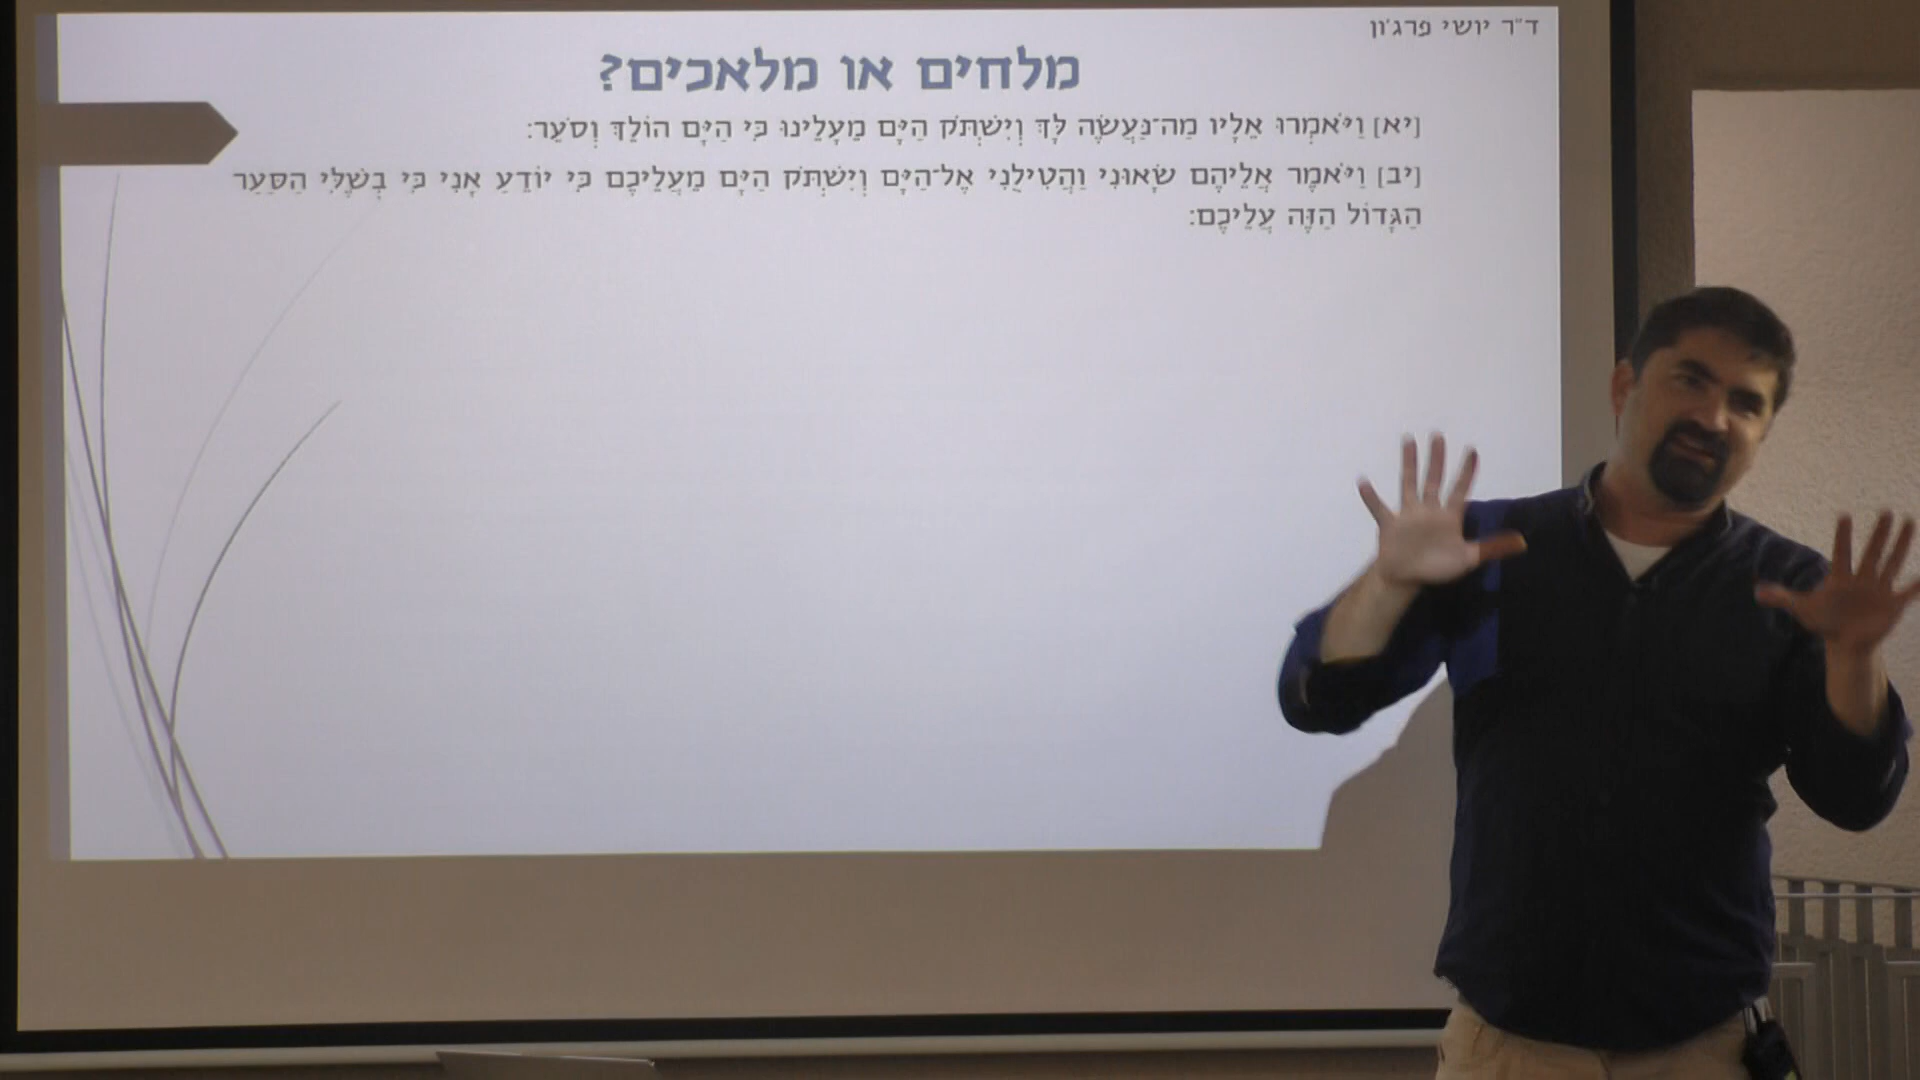 ד״ר יושי פרג׳ון
מלחים או מלאכים?
[יא] וַיֹּאמְרוּ אֵלָיו מַה־נַּעֲשֶׂה לָּךְ וְיִשְׁתֹּק הַיָּם מֵעָלֵינוּ כִּי הַיָּם הוֹלֵךְ וְסֹעֵר:
[יב] וַיֹּאמֶר אֲלֵיהֶם שָׂאוּנִי וַהֲטִילֻנִי אֶל־הַיָּם וְיִשְׁתֹּק הַיָּם מֵעֲלֵיכֶם כִּי יוֹדֵעַ אָנִי כִּי בְשֶׁלִּי הַסַּעַר
הַגָּדוֹל הַזֶּה עֲלֵיכֶם: